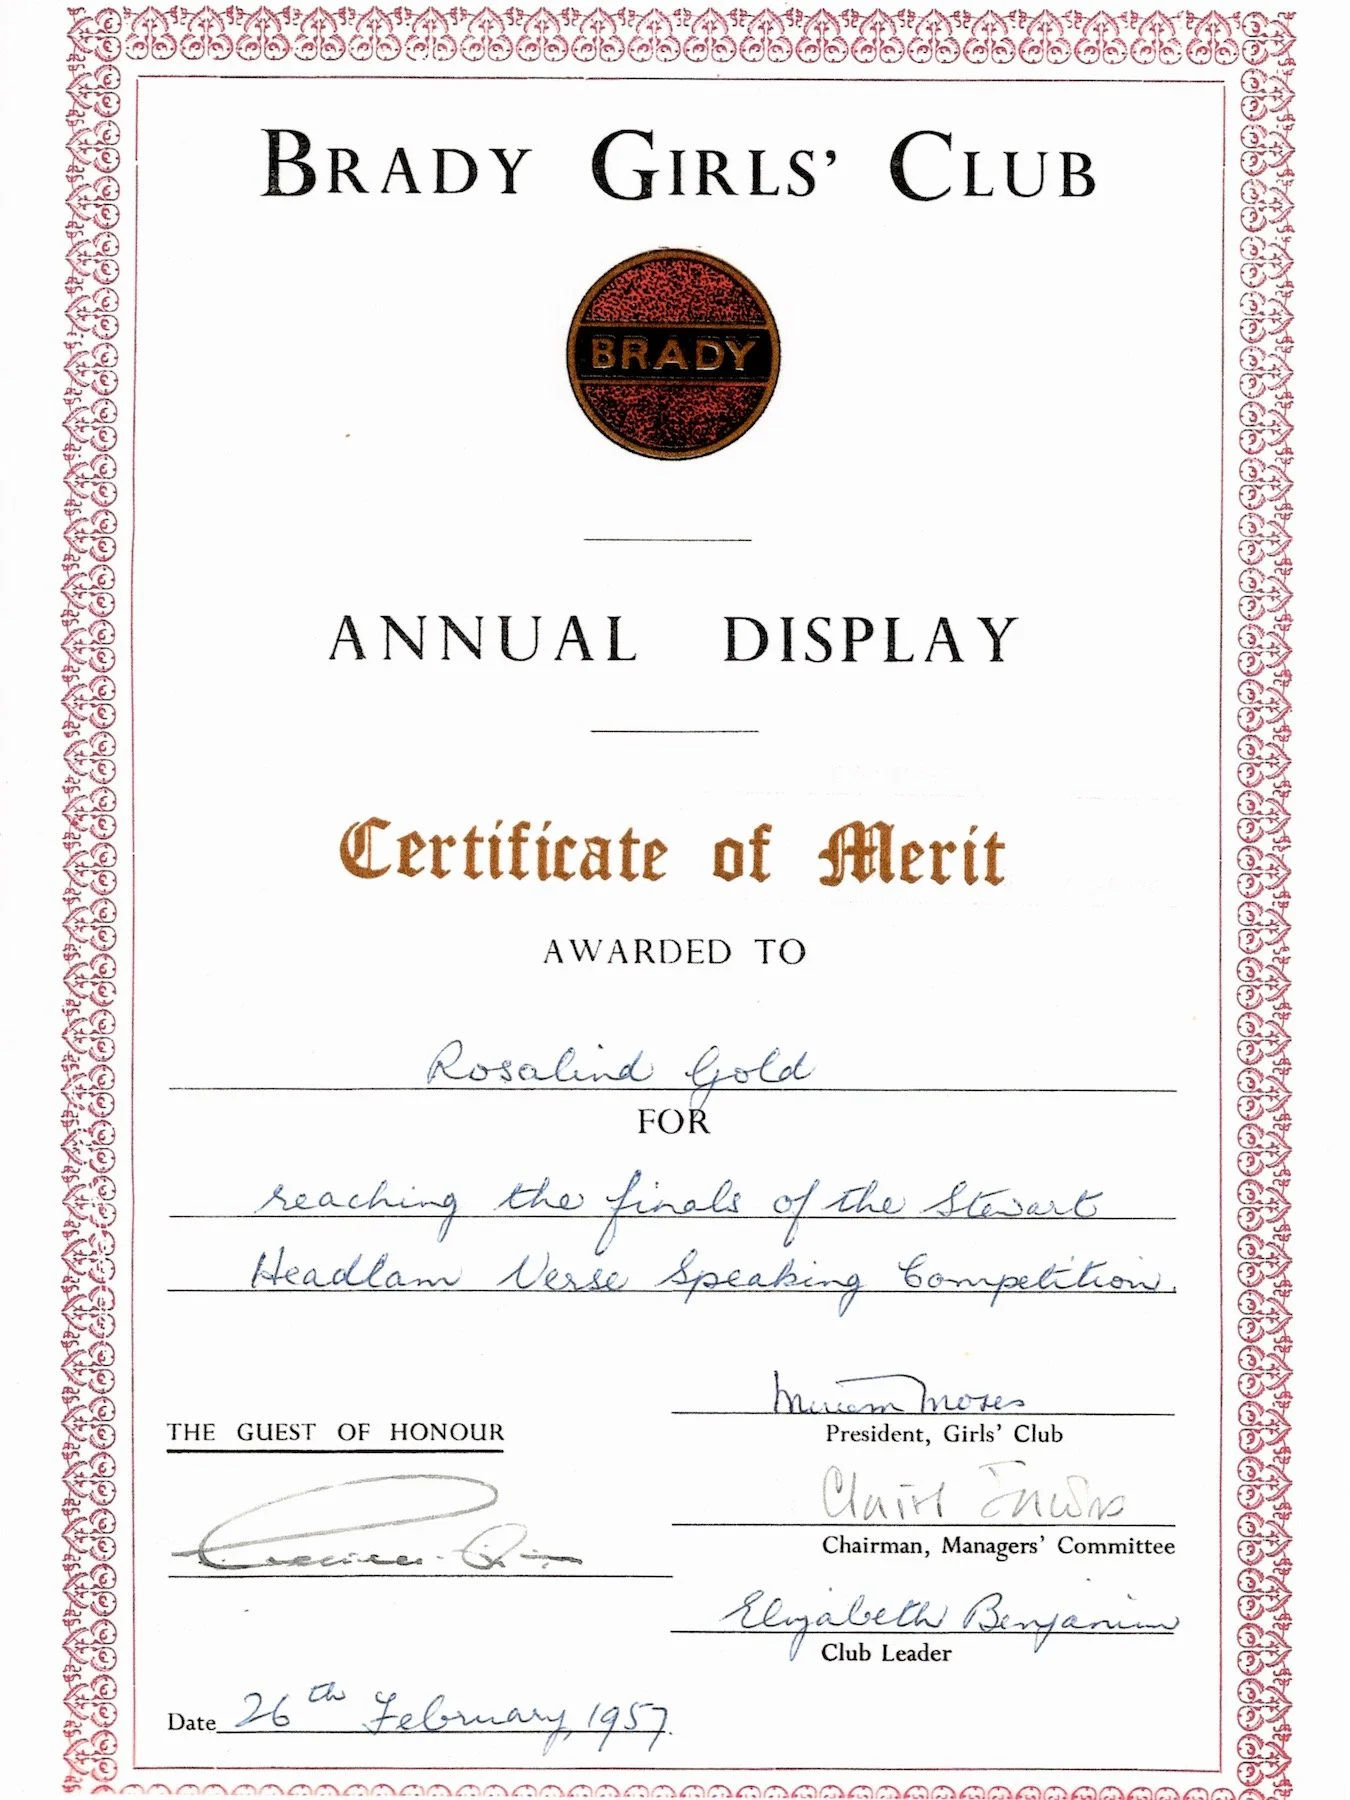 BRADY GIRLS' CLUB
BRADY
ANNUAL DISPLAY
Certificate of Merit
AWARDED TO
Rosalind Gold
FOR
reaching the finals of the Stewart
Headlam Verse Speaking Competition.
Miriam Moses
President, Girls' Club
THE GUEST OF HONOUR
Chairman, Managers' Committee
Elizabeth Benjamin
Club Leader
Date 26th February, 1957.